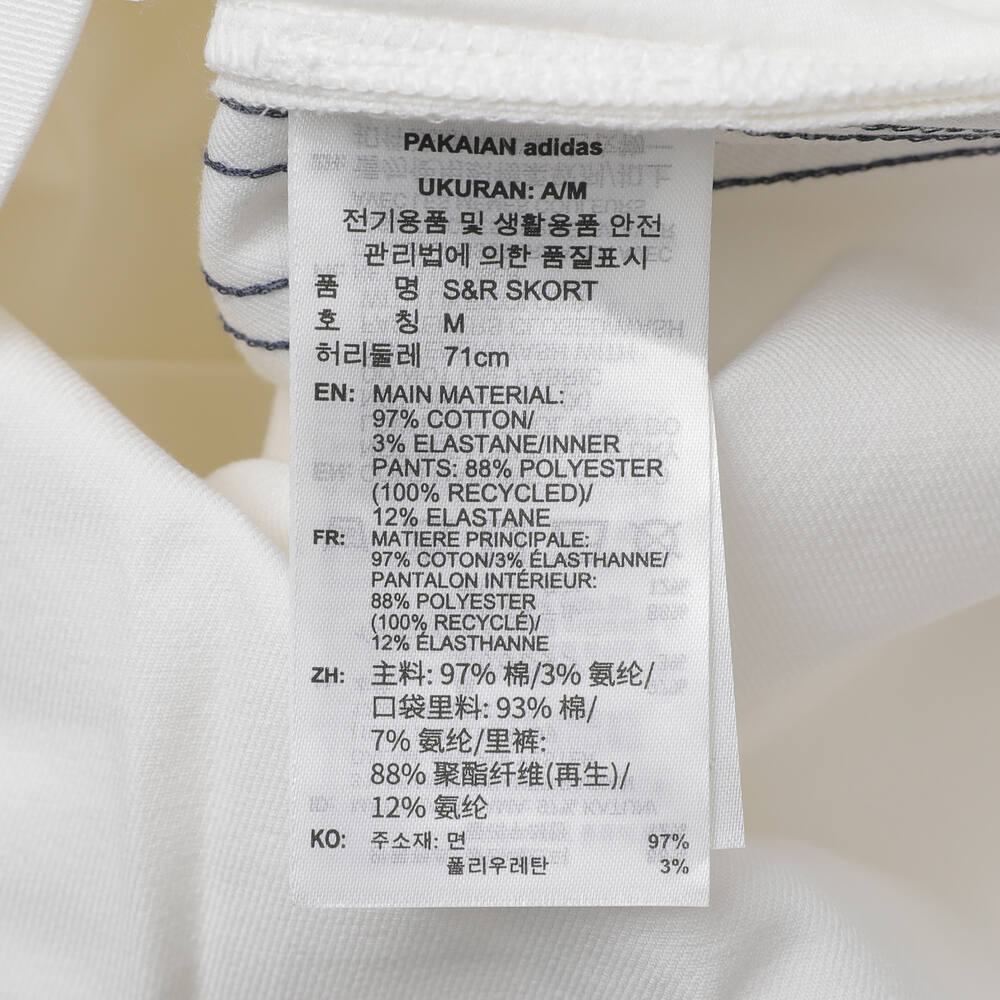 PAKAIAN adidas
UKURAN: A/M
전기용품 및 생활용품 안전
관리법에 의한 품질표시
품 명 S&R SKORT
호 칭 M
허리둘레 71cm
EN: MAIN MATERIAL:
97% COTTON/
3% ELASTANE/INNER
PANTS: 88% POLYESTER
(100% RECYCLED)/
12% ELASTANE
FR: MATIERE PRINCIPALE:
97% COTON/3% ÉLASTHANNE/
PANTALON INTÉRIEUR:
88% POLYESTER
(100% RECYCLÉ)/
12% ÉLASTHANNE
ZH: 主料: 97% 棉/3% 氨纶/
口袋里料: 93% 棉/
7% 氨纶/里裤:
88% 聚酯纤维(再生)/
12% 氨纶
KO: 주소재: 면 97%
폴리우레탄 3%